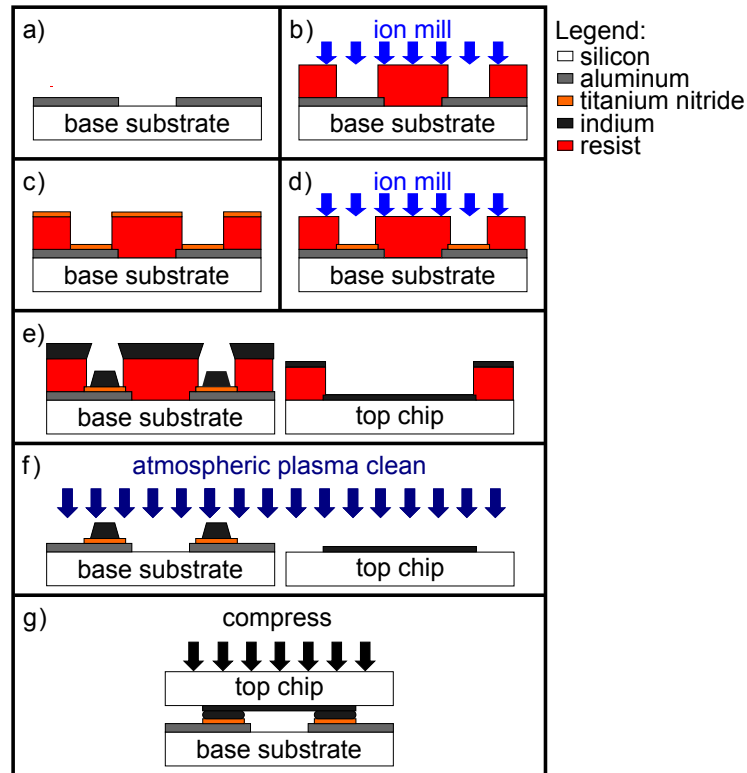 a)
base substrate
b)
ion mill
base substrate
Legend:
silicon
aluminum
titanium nitride
indium
resist
c)
base substrate
d)
ion mill
base substrate
e)
base substrate
top chip
f)
atmospheric plasma clean
base substrate
top chip
g)
compress
top chip
base substrate